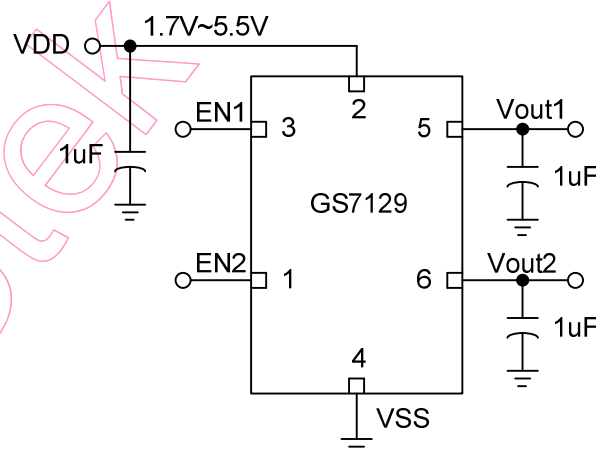 1.7V~5.5V
VDD
2
EN1
3
5
Vout1
1uF
1uF
GS7129
EN2
1
6
Vout2
1uF
4
VSS
tek